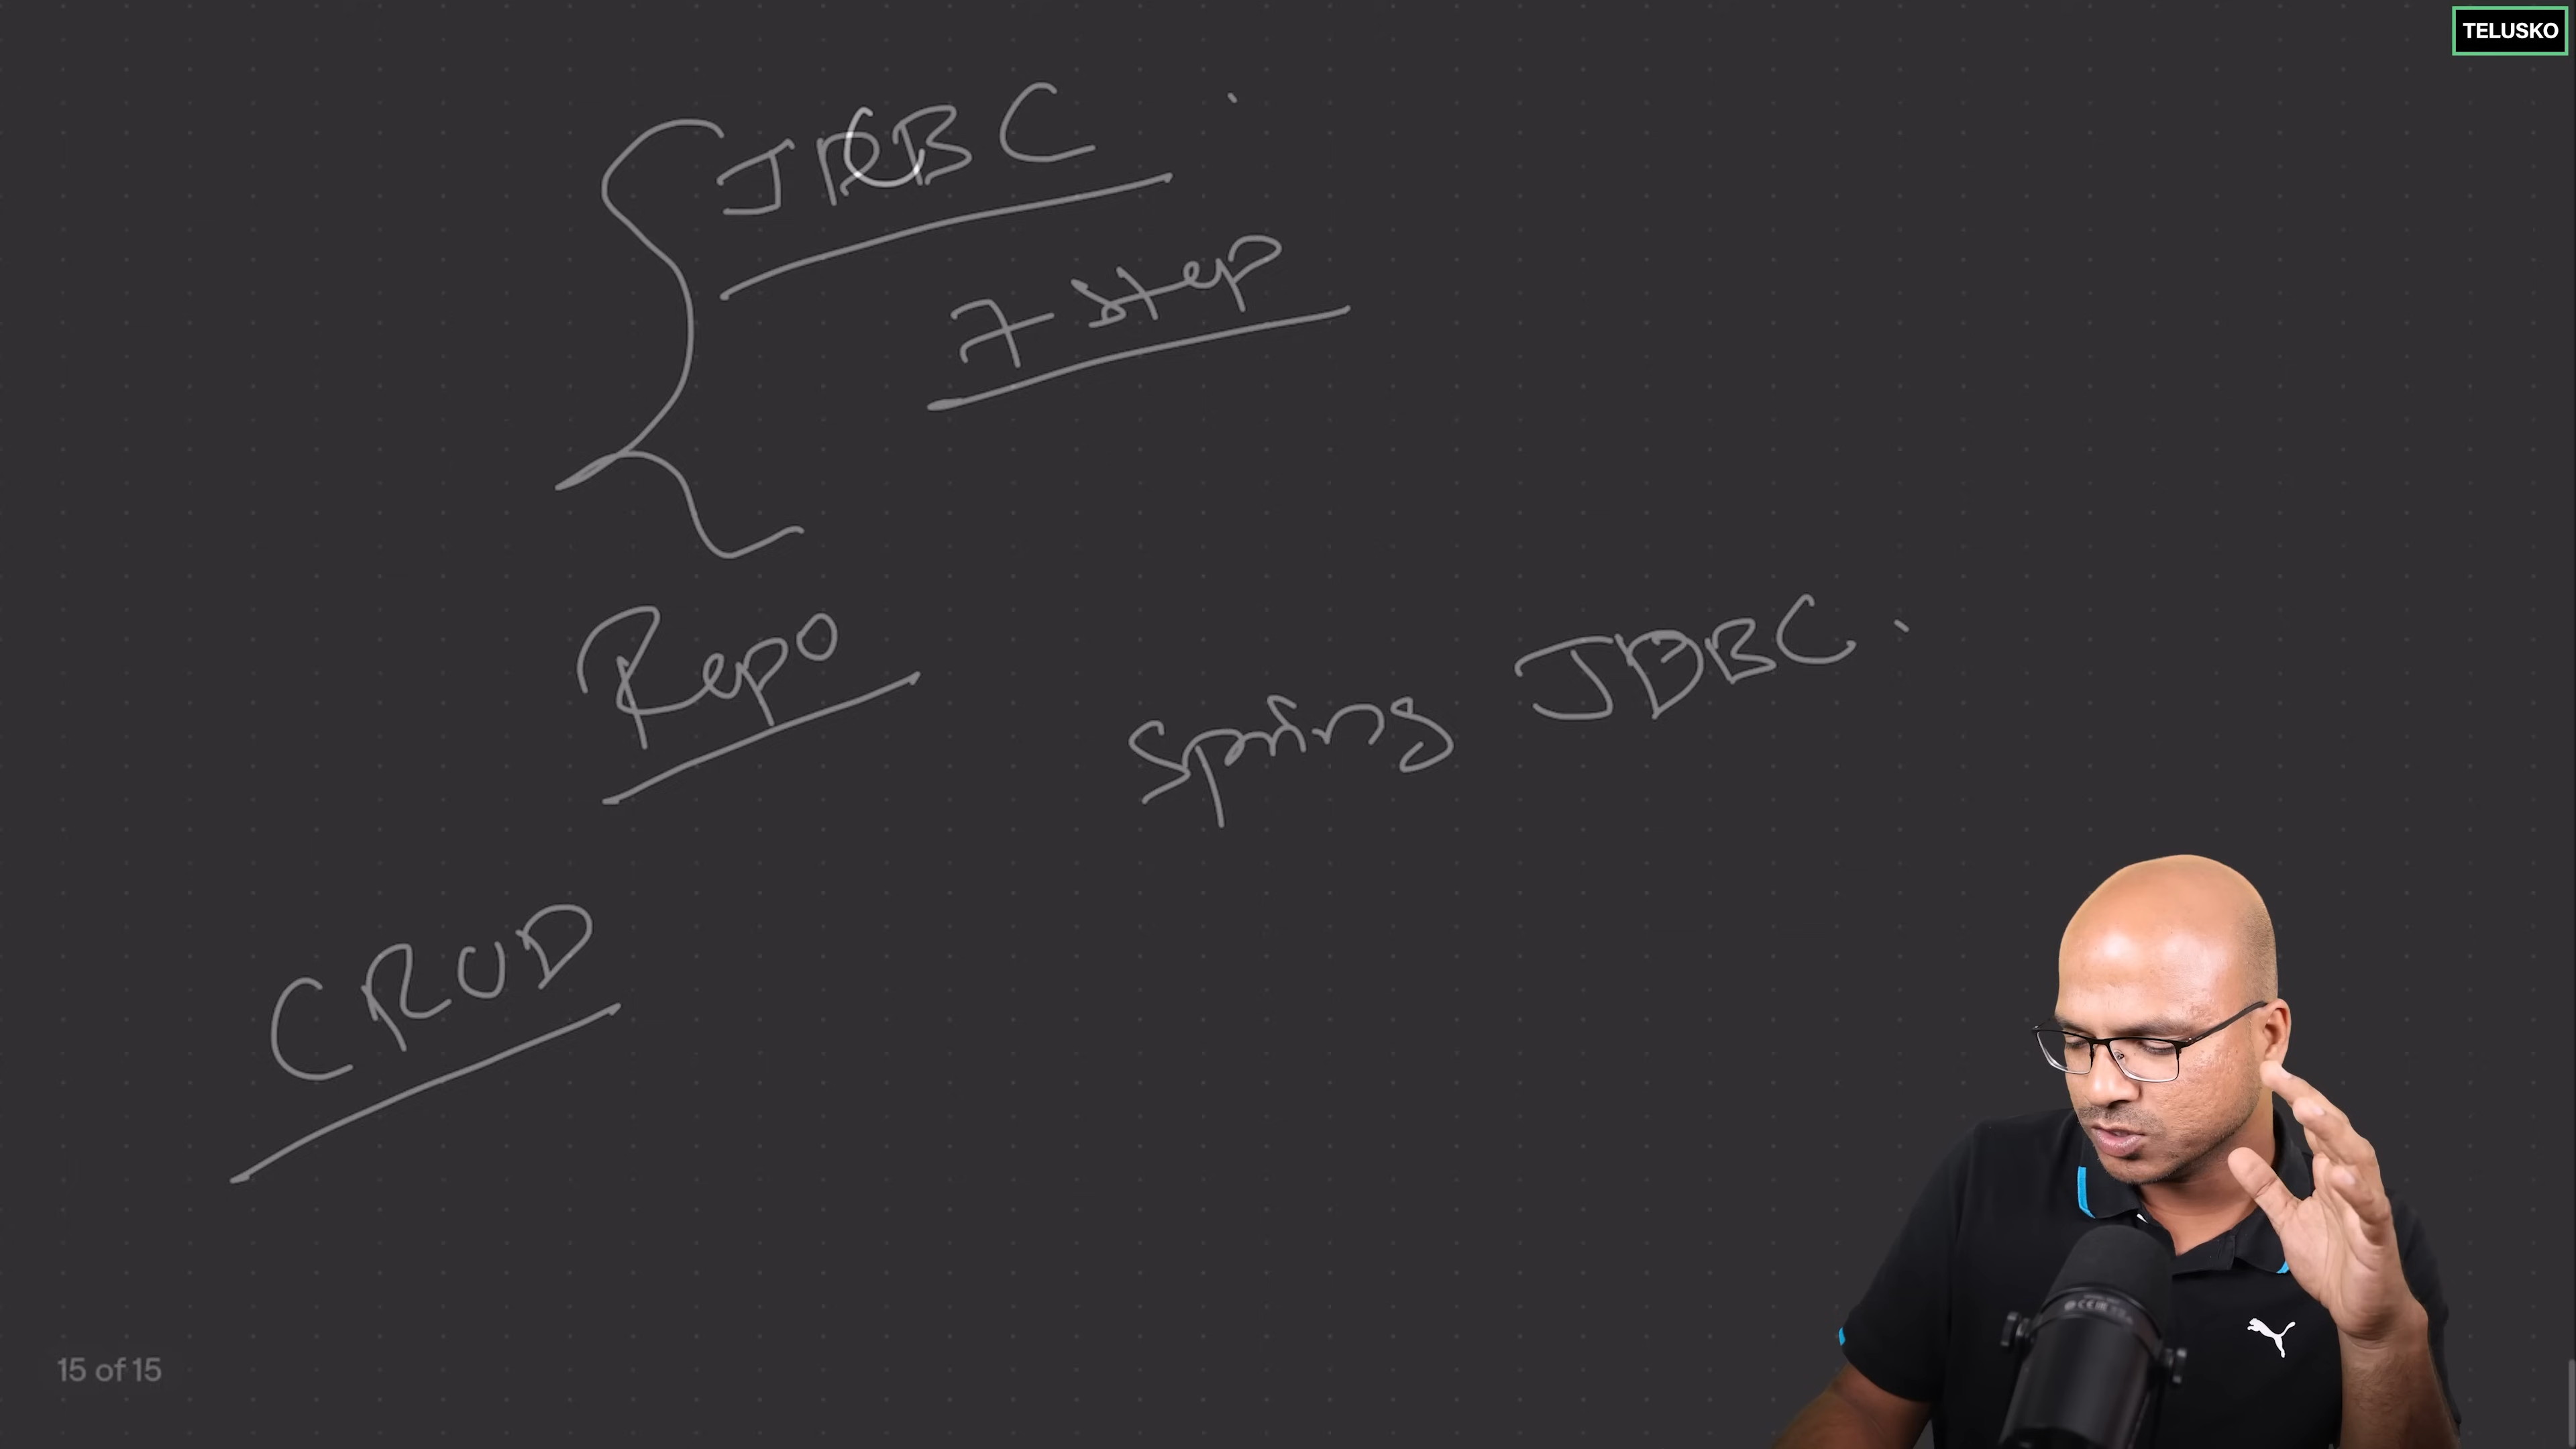 TELUSKO
JDBC
7-step
Repo
Spring JDBC
CRUD
15 of 15